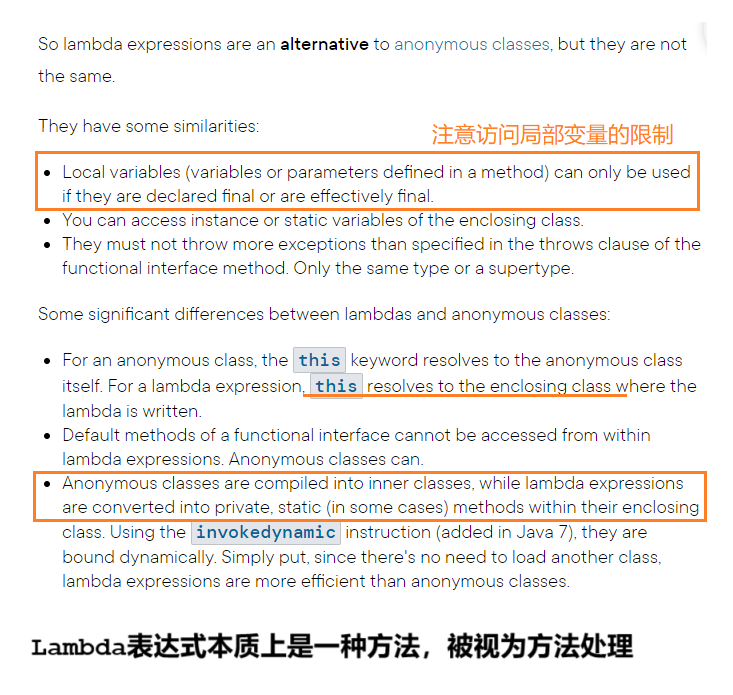 So lambda expressions are an alternative to anonymous classes, but they are not
the same.
They have some similarities:
注意访问局部变量的限制
Local variables (variables or parameters defined in a method) can only be used
if they are declared final or are effectively final.
You can access instance or static variables of the enclosing class.
They must not throw more exceptions than specified in the throws clause of the
functional interface method. Only the same type or a supertype.
Some significant differences between lambdas and anonymous classes:
For an anonymous class, the this keyword resolves to the anonymous class
itself. For a lambda expression, this resolves to the enclosing class where the
lambda is written.
Default methods of a functional interface cannot be accessed from within
lambda expressions. Anonymous classes can.
Anonymous classes are compiled into inner classes, while lambda expressions
are converted into private, static (in some cases) methods within their enclosing
class. Using the invokedynamic instruction (added in Java 7), they are
bound dynamically. Simply put, since there's no need to load another class,
lambda expressions are more efficient than anonymous classes.
Lambda表达式本质上是一种方法，被视为方法处理